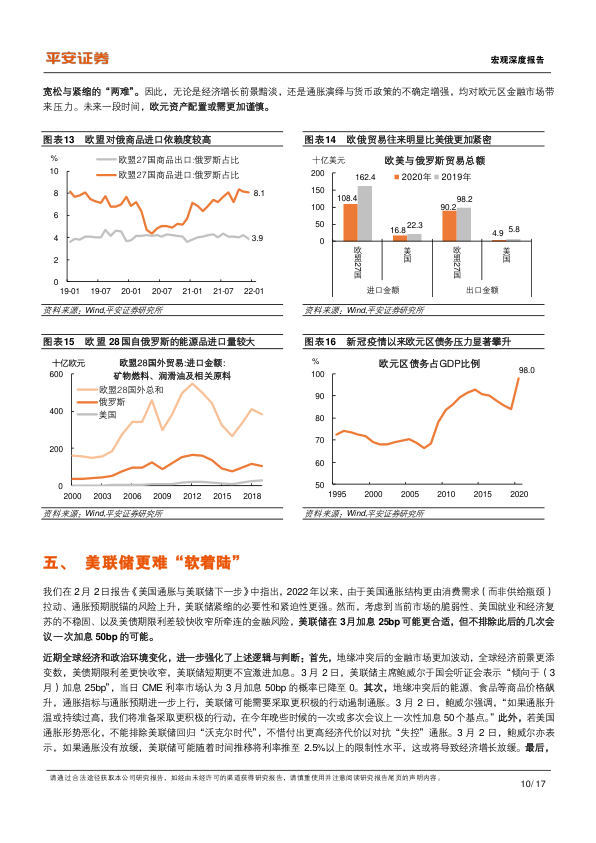 平安证券
宏观深度报告
宽松与紧缩的“两难”。因此，无论是经济增长前景黯淡，还是通胀演绎与货币政策的不确定增强，均对欧元区金融市场带
来压力。未来一段时间，欧元资产配置或需更加谨慎。
图表13 欧盟对俄商品进口依赖度较高
%
欧盟27国商品出口:俄罗斯占比
欧盟27国商品进口:俄罗斯占比
10
8
6
4
2
0
8.1
3.9
19-01 19-07 20-01 20-07 21-01 21-07 22-01
资料来源：Wind,平安证券研究所
图表14 欧俄贸易往来明显比美俄更加紧密
十亿美元
欧美与俄罗斯贸易总额
2020年 2019年
200
150
100
50
0
108.4
162.4
16.8
22.3
90.2
98.2
4.9
5.8
欧盟27国
美国
欧盟27国
美国
进口金额
出口金额
资料来源：Wind,平安证券研究所
图表15 欧盟 28 国自俄罗斯的能源品进口量较大
十亿欧元
欧盟28国外贸易:进口金额:
矿物燃料、润滑油及相关原料
欧盟28国外总和
俄罗斯
美国
600
400
200
0
2000 2003 2006 2009 2012 2015 2018
资料来源：Wind,平安证券研究所
图表16 新冠疫情以来欧元区债务压力显著攀升
%
欧元区债务占GDP比例
100
90
80
70
60
50
98.0
1995 2000 2005 2010 2015 2020
资料来源：Wind,平安证券研究所
五、 美联储更难“软着陆”
我们在 2 月 2 日报告《美国通胀与美联储下一步》中指出，2022 年以来，由于美国通胀结构更由消费需求（而非供给瓶颈）
拉动、通胀预期脱锚的风险上升，美联储紧缩的必要性和紧迫性更强。然而，考虑到当前市场的脆弱性、美国就业和经济复
苏的不稳固、以及美债期限利差较快收窄所牵连的金融风险，美联储在 3 月加息 25bp 可能更合适，但不排除此后的几次会
议一次加息 50bp 的可能。
近期全球经济和政治环境变化，进一步强化了上述逻辑与判断：首先，地缘冲突后的金融市场更加波动，全球经济前景更添
变数，美债期限利差更快收窄，美联储短期更不宜激进加息。3 月 2 日，美联储主席鲍威尔于国会听证会表示“倾向于（3
月）加息 25bp”，当日 CME 利率市场认为 3 月加息 50bp 的概率已降至 0。其次，地缘冲突后的能源、食品等商品价格飙
升，通胀指标与通胀预期进一步上行，美联储可能需要采取更积极的行动遏制通胀。3 月 2 日，鲍威尔强调，“如果通胀升
温或持续过高，我们将准备采取更积极的行动，在今年晚些时候的一次或多次会议上一次性加息 50 个基点。”此外，若美国
通胀形势恶化，不能排除美联储回归“沃克尔时代”，不惜付出更高经济代价以对抗“失控”通胀。3 月 2 日，鲍威尔亦表
示，如果通胀没有放缓，美联储可能随着时间推移将利率推至 2.5%以上的限制性水平，这或将导致经济增长放缓。最后，
请通过合法途径获取本公司研究报告，如经由未经许可的渠道获得研究报告，请慎重使用并注意阅读研究报告尾页的声明内容。
10/ 17